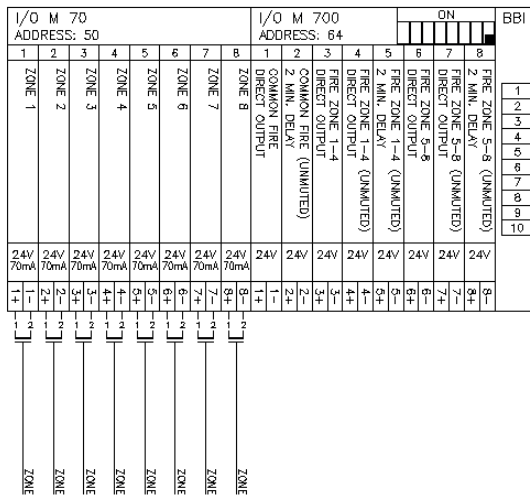 I/O M 70
ADDRESS: 50
I/O M 700
ADDRESS: 64
ON
BBI
1 2 3 4 5 6 7 8
1 2 3 4 5 6 7 8
ZONE 1
ZONE 2
ZONE 3
ZONE 4
ZONE 5
ZONE 6
ZONE 7
ZONE 8
COMMON FIRE
DIRECT OUTPUT
COMMON FIRE (UNMUTED)
2 MIN. DELAY
FIRE ZONE 1-4
DIRECT OUTPUT
FIRE ZONE 1-4 (UNMUTED)
DIRECT OUTPUT
FIRE ZONE 1-4 (UNMUTED)
2 MIN. DELAY
FIRE ZONE 5-8
DIRECT OUTPUT
FIRE ZONE 5-8 (UNMUTED)
DIRECT OUTPUT
FIRE ZONE 5-8 (UNMUTED)
2 MIN. DELAY
1
2
3
4
5
6
7
8
9
10
24V 24V 24V 24V 24V 24V 24V 24V 24V 24V 24V 24V 24V 24V 24V 24V
70mA 70mA 70mA 70mA 70mA 70mA 70mA 70mA
1+ 1- 2+ 2- 3+ 3- 4+ 4- 5+ 5- 6+ 6- 7+ 7- 8+ 8- 1+ 1- 2+ 2- 3+ 3- 4+ 4- 5+ 5- 6+ 6- 7+ 7- 8+ 8-
1 2 1 2 1 2 1 2 1 2 1 2 1 2 1 2
ZONE
ZONE
ZONE
ZONE
ZONE
ZONE
ZONE
ZONE